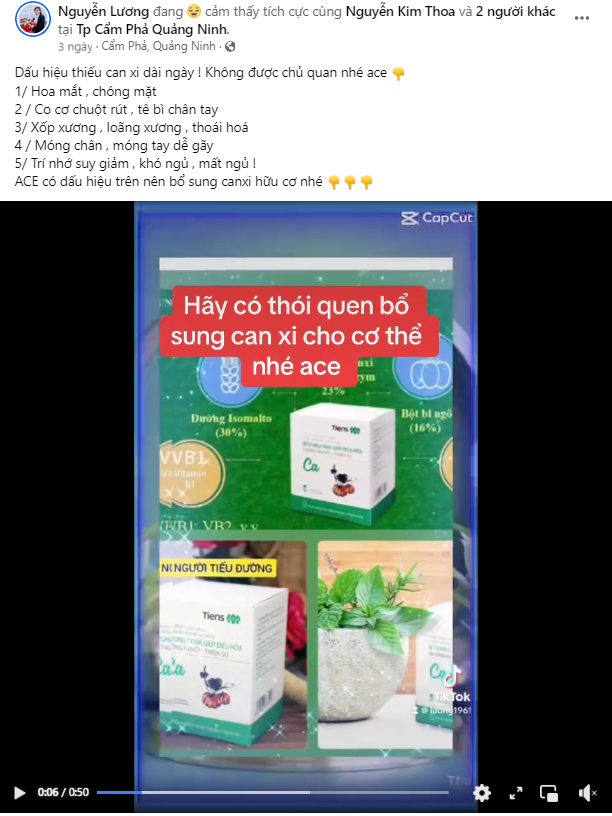 Nguyễn Lương đang 😌 cảm thấy tích cực cùng Nguyễn Kim Thoa và 2 người khác
tại Tp Cẩm Phả Quảng Ninh.
3 ngày · Cẩm Phả, Quảng Ninh ·
Dấu hiệu thiếu can xi dài ngày ! Không được chủ quan nhé ace 👇
1/ Hoa mắt , chóng mặt
2 / Co cơ chuột rút , tê bì chân tay
3/ Xốp xương , loãng xương , thoái hoá
4 / Móng chân , móng tay dễ gãy
5/ Trí nhớ suy giảm , khó ngủ , mất ngủ !
ACE có dấu hiệu trên nên bổ sung canxi hữu cơ nhé 👇👇👇
CapCut
Hãy có thói quen bổ
sung can xi cho cơ thể
nhé ace
23%
Đường Isomalto
(30%)
Bột bí ngô
(16%)
Tiens
Ca
VVB1
Vit Vitamin
B1
VVB1: VB2, v.v
NGƯỜI TIỂU ĐƯỜNG
Tiens
Ca
TikTok
@luong1961
0:06 / 0:50